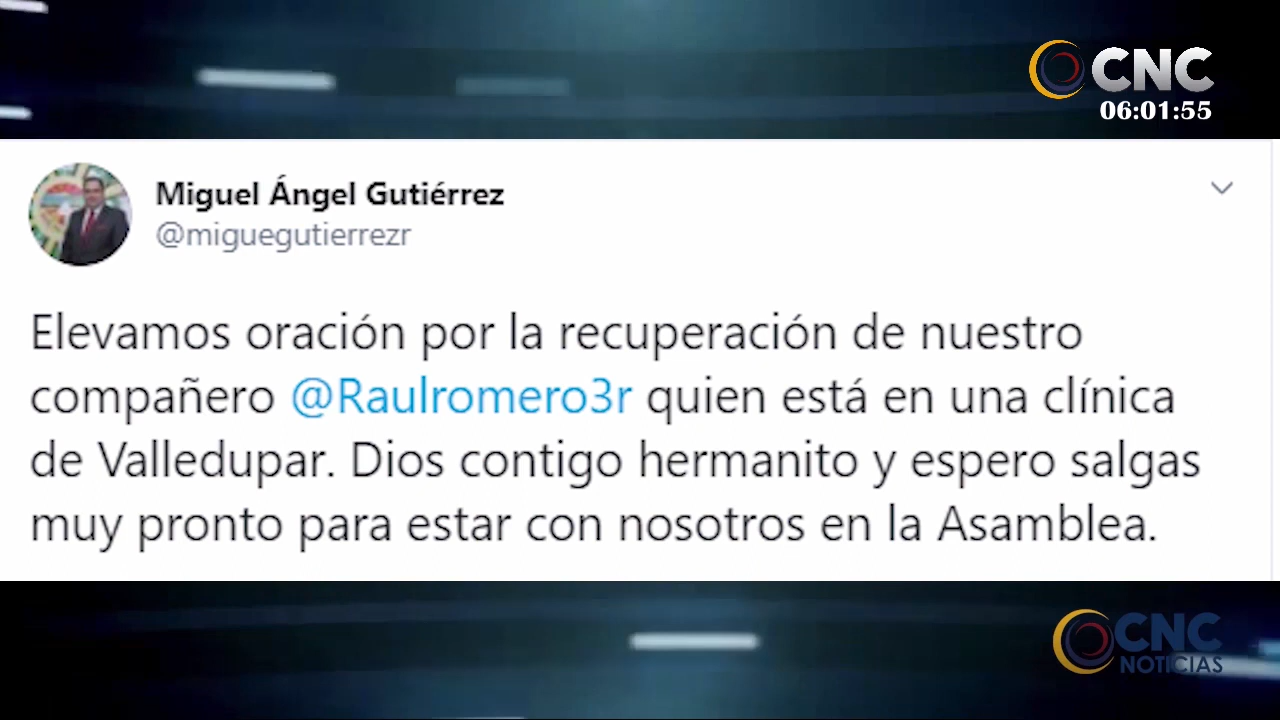 CNC
06:01:55
Miguel Ángel Gutiérrez
@miguegutierrezr
Elevamos oración por la recuperación de nuestro
compañero @Raulromero3r quien está en una clínica
de Valledupar. Dios contigo hermanito y espero salgas
muy pronto para estar con nosotros en la Asamblea.
CNC
NOTICIAS